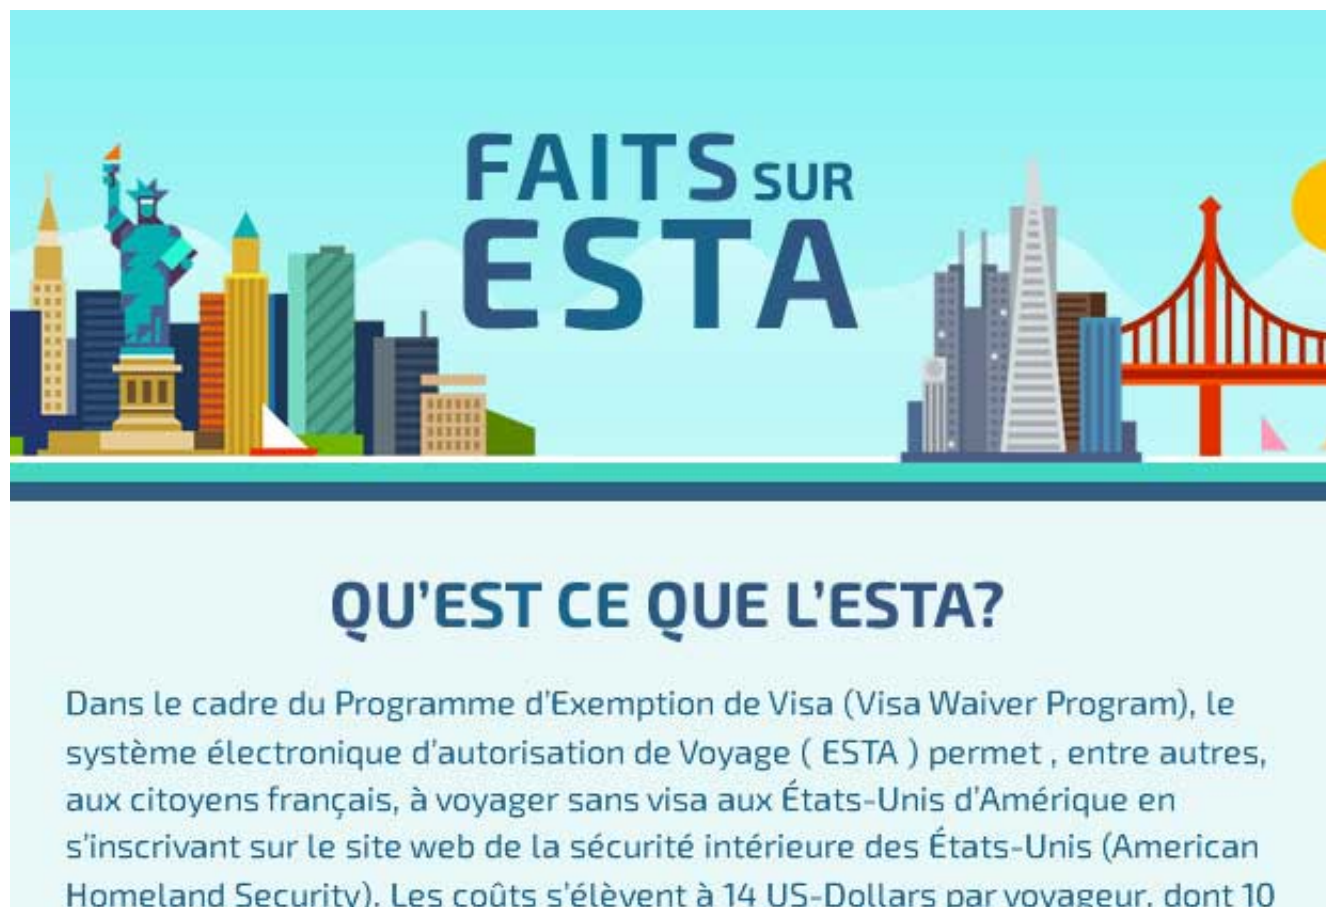 FAITS SUR
ESTA
QU'EST CE QUE L'ESTA?
Dans le cadre du Programme d'Exemption de Visa (Visa Waiver Program), le
système électronique d'autorisation de Voyage ( ESTA ) permet , entre autres,
aux citoyens français, à voyager sans visa aux États-Unis d'Amérique en
s'inscrivant sur le site web de la sécurité intérieure des États-Unis (American
Homeland Security). Les coûts s'élèvent à 14 US-Dollars par voyageur, dont 10